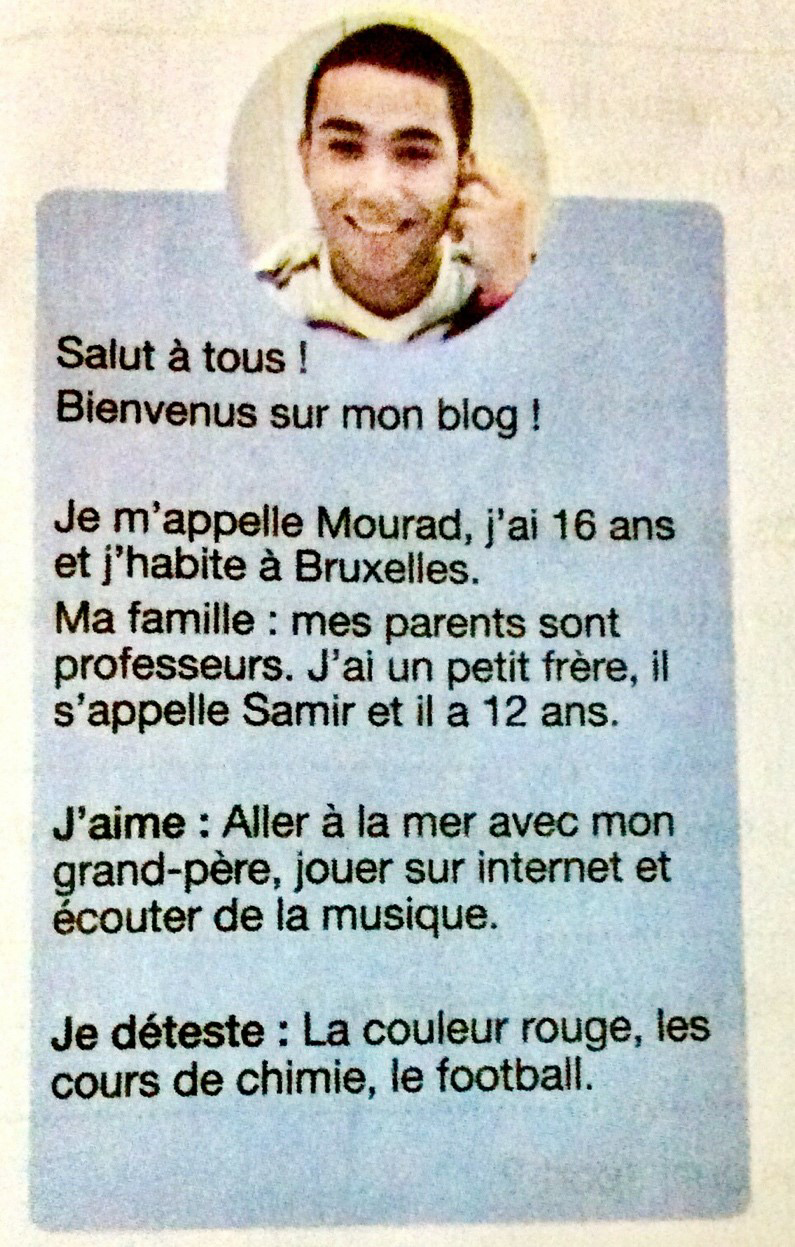 Salut à tous !
Bienvenus sur mon blog !
Je m'appelle Mourad, j'ai 16 ans
et j'habite à Bruxelles.
Ma famille : mes parents sont
professeurs. J'ai un petit frère, il
s'appelle Samir et il a 12 ans.
J'aime : Aller à la mer avec mon
grand-père, jouer sur internet et
écouter de la musique.
Je déteste : La couleur rouge, les
cours de chimie, le football.